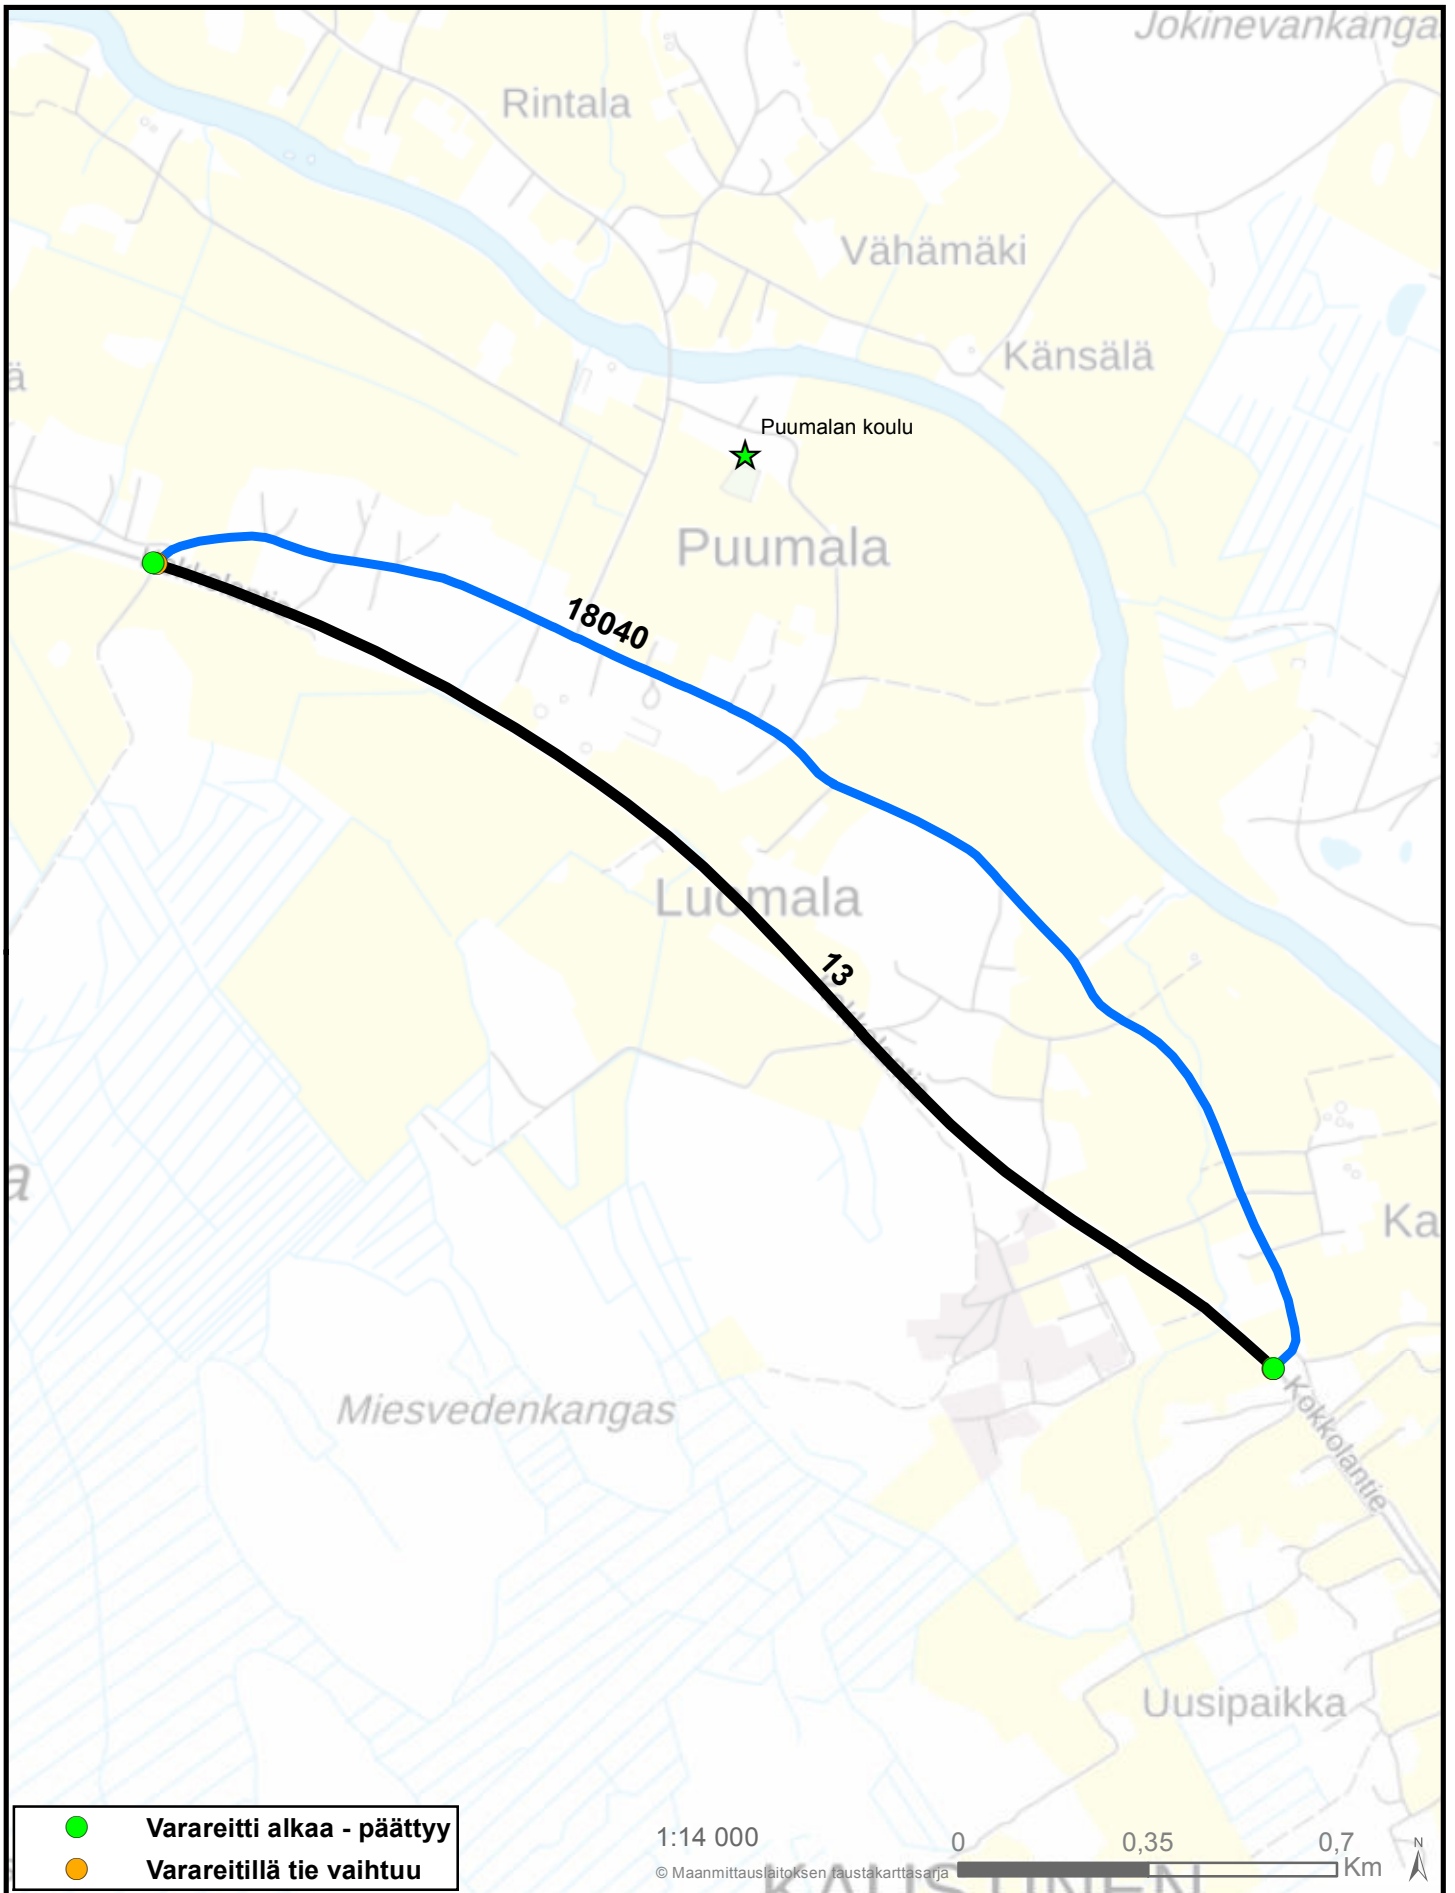 Jokinevankanga
Rintala
Vähämäki
Känsälä
ä
Puumalan koulu
Puumala
18040
Luomala
13
a
Ka
Miesvedenkangas
Kokkolantie
Uusipaikka
Varareitti alkaa - päättyy
Varareitillä tie vaihtuu
1:14 000
0 0,35 0,7
Km
N
© Maanmittauslaitoksen taustakarttasarja
KAUSTINEN